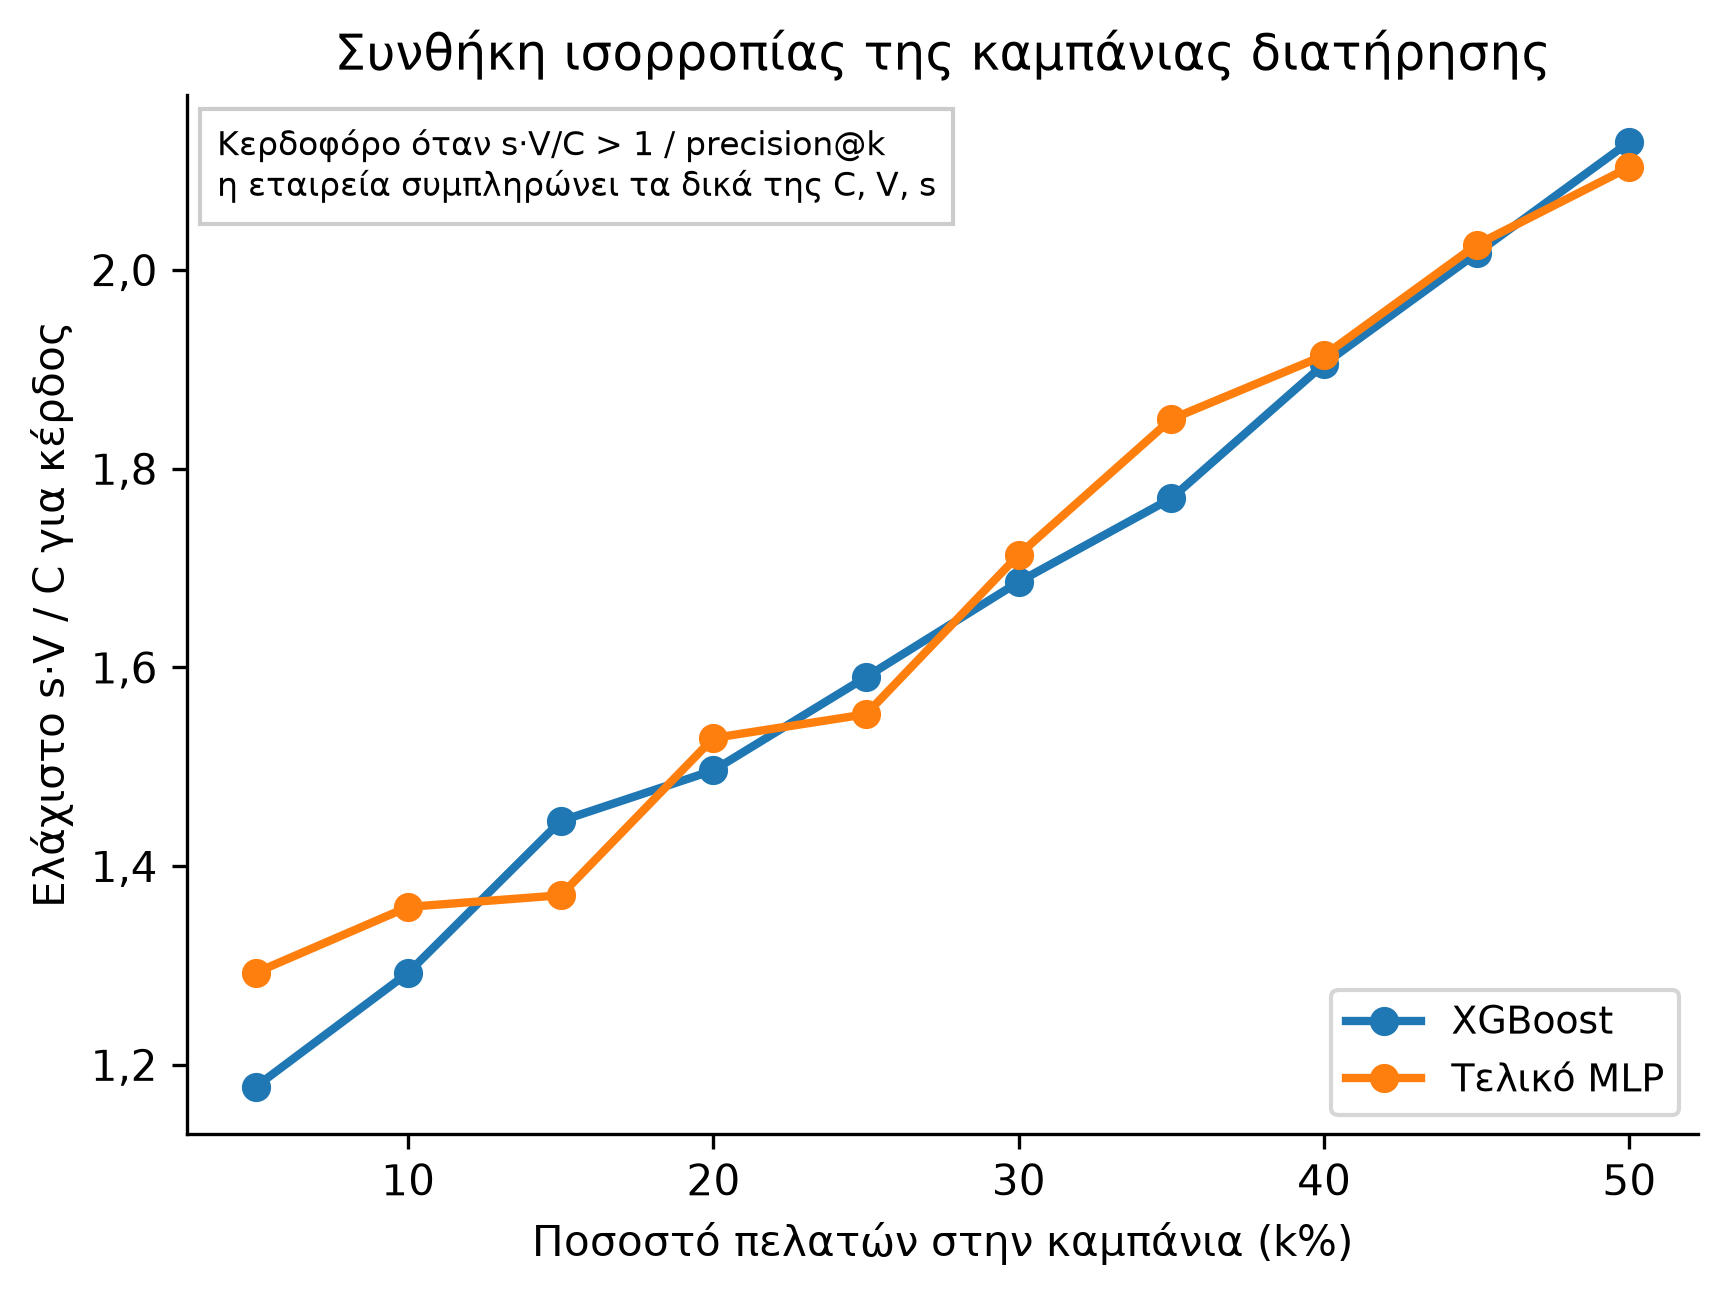 Συνθήκη ισορροπίας της καμπάνιας διατήρησης
Κερδοφόρο όταν s·V/C > 1 / precision@k
η εταιρεία συμπληρώνει τα δικά της C, V, s
Ελάχιστο s·V / C για κέρδος
2,0
1,8
1,6
1,4
1,2
XGBoost
Τελικό MLP
10
20
30
40
50
Ποσοστό πελατών στην καμπάνια (k%)